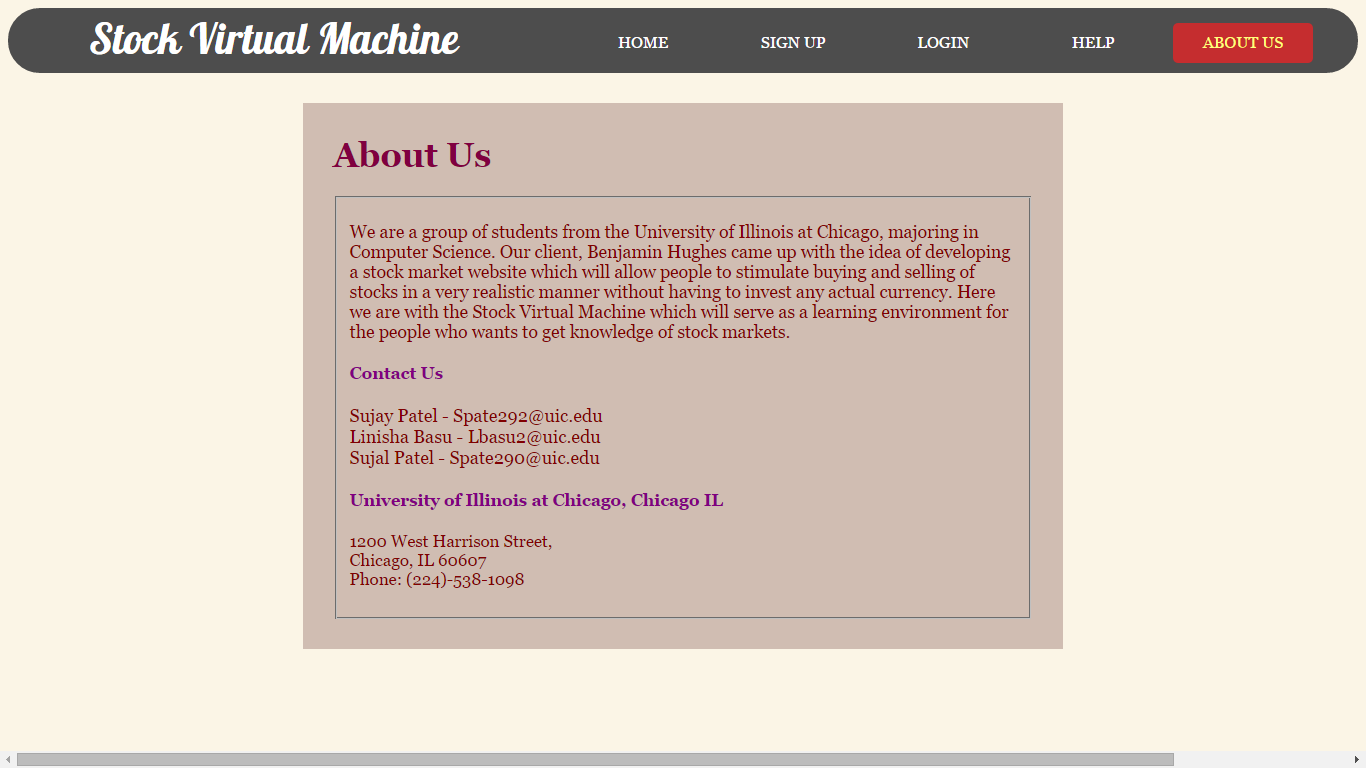 Stock Virtual Machine
HOME
SIGN UP
LOGIN
HELP
ABOUT US
About Us
We are a group of students from the University of Illinois at Chicago, majoring in
Computer Science. Our client, Benjamin Hughes came up with the idea of developing
a stock market website which will allow people to stimulate buying and selling of
stocks in a very realistic manner without having to invest any actual currency. Here
we are with the Stock Virtual Machine which will serve as a learning environment for
the people who wants to get knowledge of stock markets.
Contact Us
Sujay Patel - Spate292@uic.edu
Linisha Basu - Lbasu2@uic.edu
Sujal Patel - Spate290@uic.edu
University of Illinois at Chicago, Chicago IL
1200 West Harrison Street,
Chicago, IL 60607
Phone: (224)-538-1098